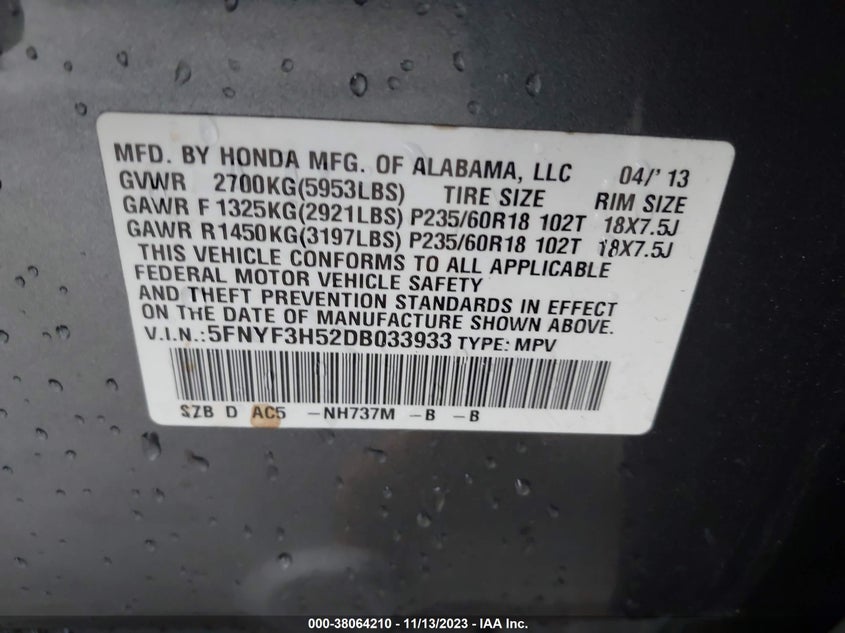 MFD. BY HONDA MFG. OF ALABAMA, LLC 04/'13
GVWR 2700KG(5953LBS) TIRE SIZE RIM SIZE
GAWR F 1325KG(2921LBS) P235/60R18 102T 18X7.5J
GAWR R1450KG(3197LBS) P235/60R18 102T 18X7.5J
THIS VEHICLE CONFORMS TO ALL APPLICABLE
FEDERAL MOTOR VEHICLE SAFETY
AND THEFT PREVENTION STANDARDS IN EFFECT
ON THE DATE OF MANUFACTURE SHOWN ABOVE.
V.I.N.:5FNYF3H52DB033933 TYPE: MPV
SZB D AC5 -NH737M -B -B
000-38064210 - 11/13/2023 - IAA Inc.